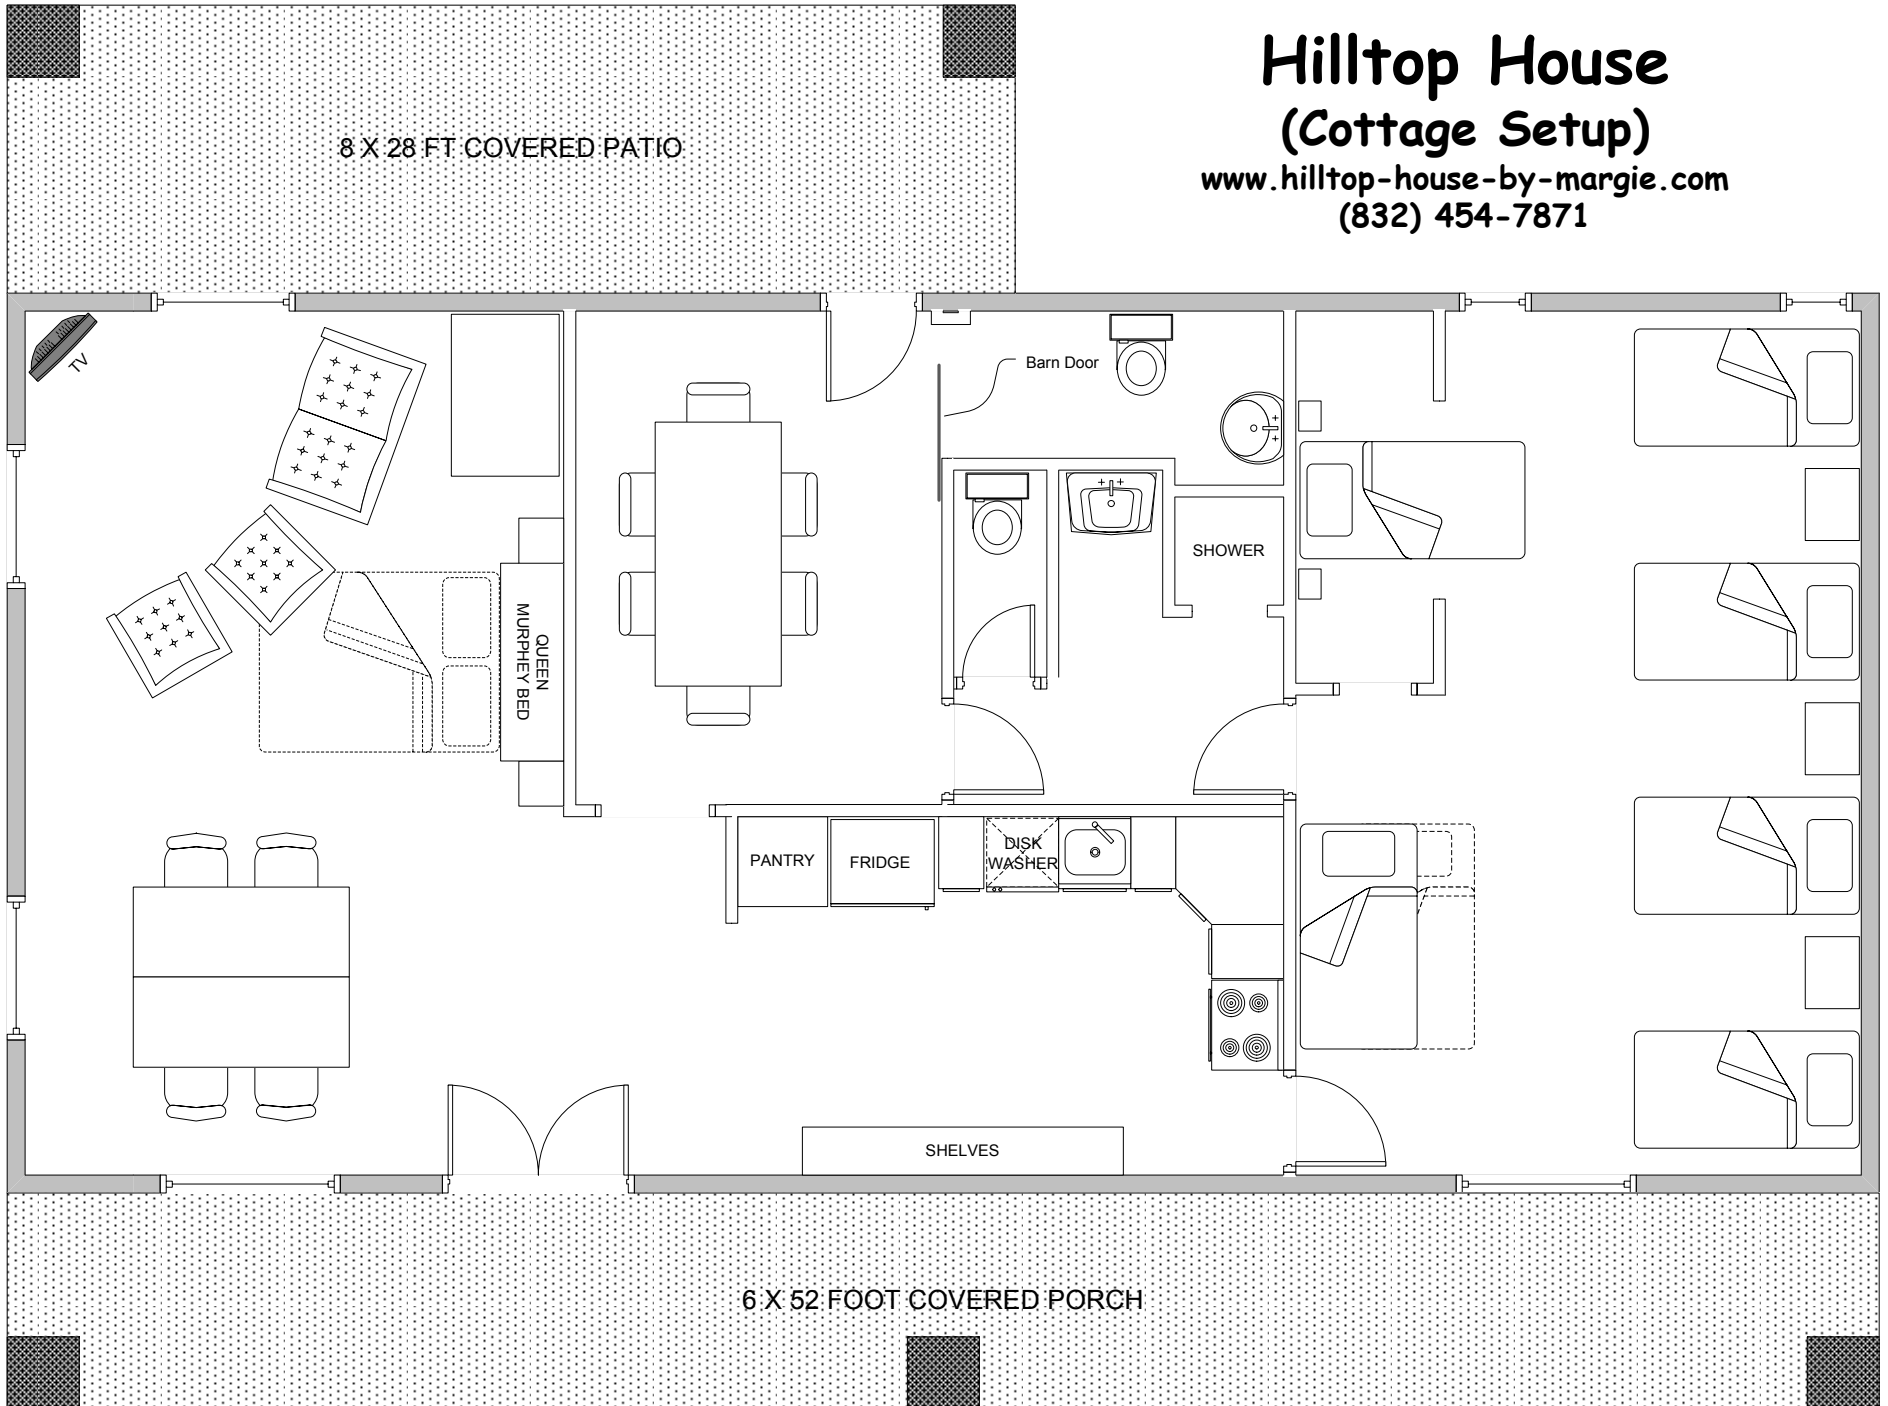 Hilltop House
(Cottage Setup)
www.hilltop-house-by-margie.com
(832) 454-7871
8 X 28 FT COVERED PATIO
TV
Barn Door
SHOWER
QUEEN
MURPHEY BED
PANTRY
FRIDGE
DISK
WASHER
SHELVES
6 X 52 FOOT COVERED PORCH